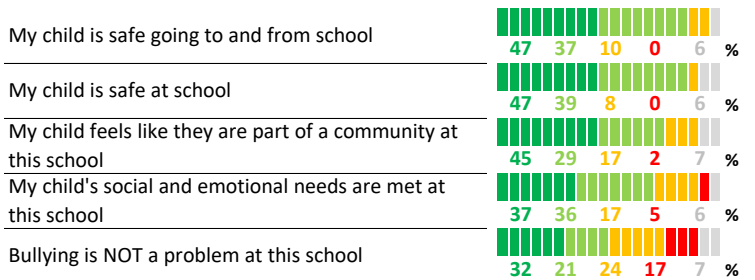 My child is safe going to and from school
47 37 10 0 6 %
My child is safe at school
47 39 8 0 6 %
My child feels like they are part of a community at
this school
45 29 17 2 7 %
My child's social and emotional needs are met at
this school
37 36 17 5 6 %
Bullying is NOT a problem at this school
32 21 24 17 7 %